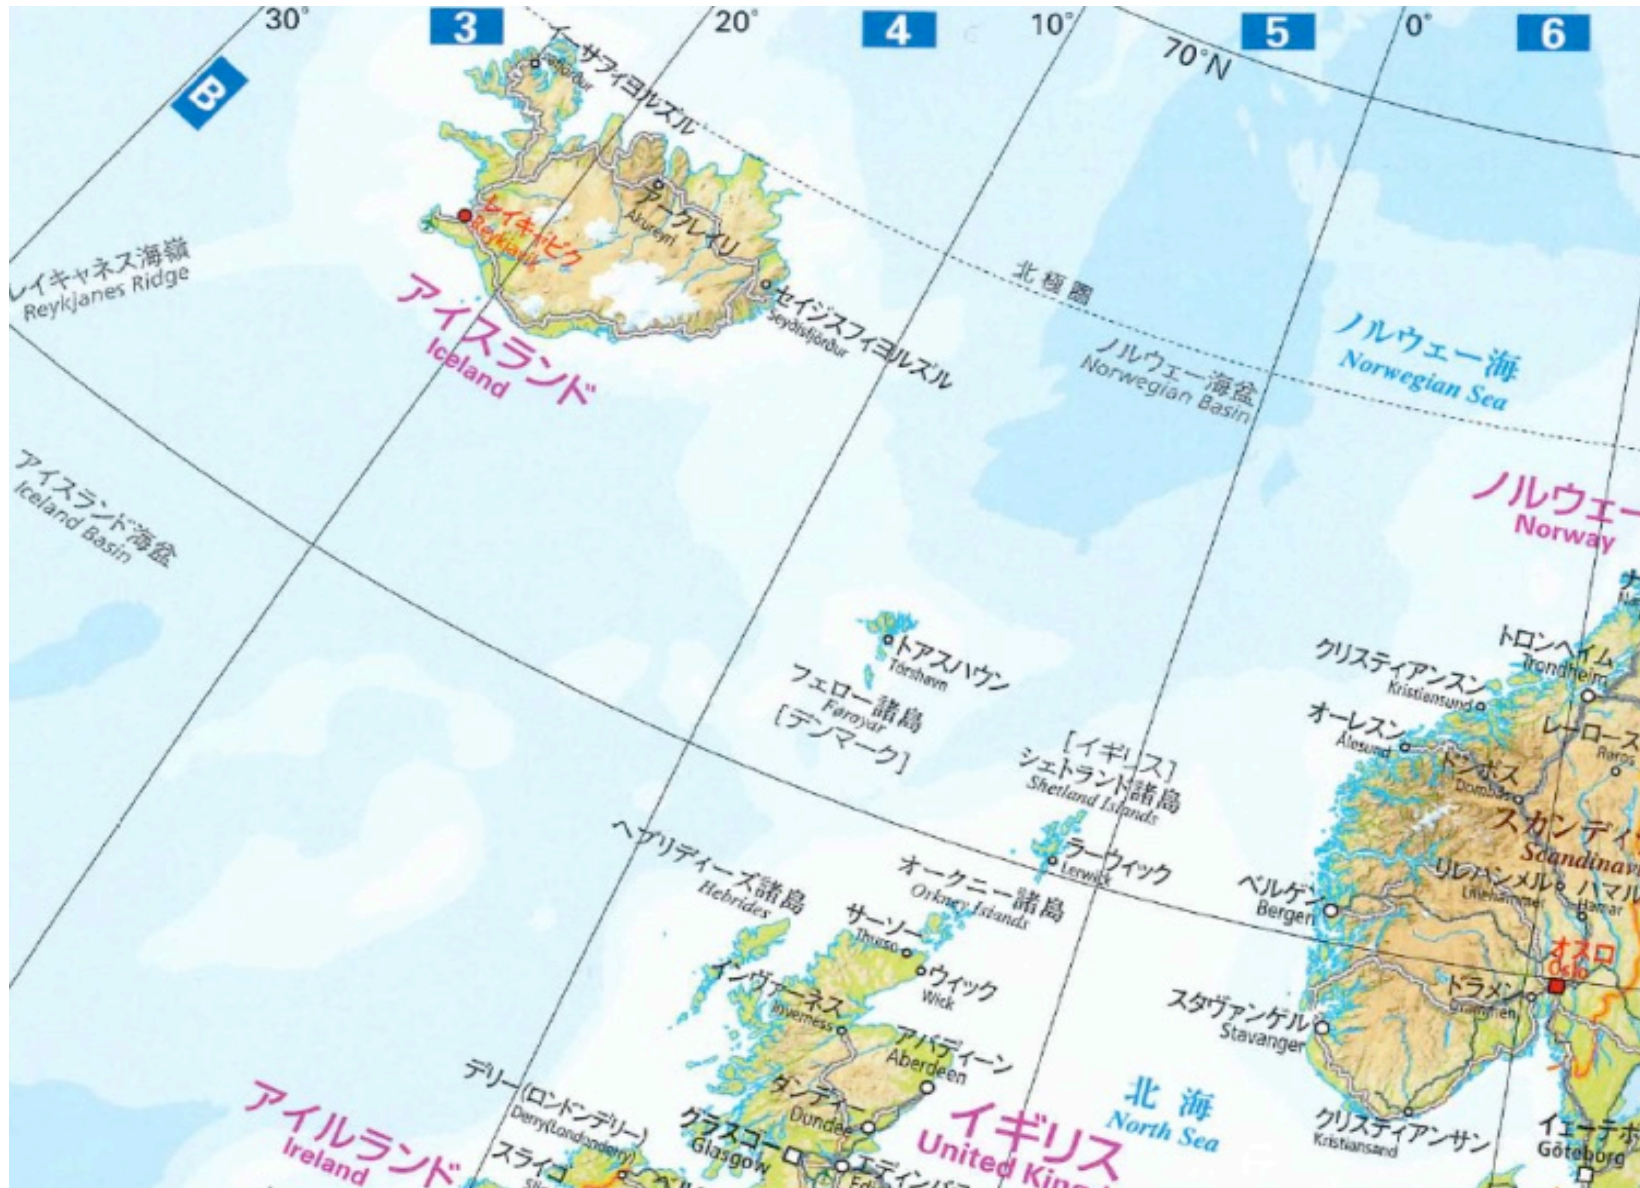 30°
3
20°
4
10°
70°N
5
0°
6
B
イーサフィヨルズル
アークレイリ
Akureyri
レイキャビク
Reykjavik
レイキャネス海嶺
Reykjanes Ridge
アイスランド
Iceland
セイジスフィヨルズル
Seyðisfjörður
北極圏
ノルウェー海盆
Norwegian Basin
ノルウェー海
Norwegian Sea
アイスランド海盆
Iceland Basin
ノルウェー
Norway
ナ
トアスハウン
Tórshavn
フェロー諸島
Føroyar
[デンマーク]
トロンヘイム
Trondheim
クリスティアンスン
Kristiansund
オーレスン
Ålesund
レーロース
Røros
ドンボス
Dombås
[イギリス]
シェトランド諸島
Shetland Islands
ラーウィック
Lerwick
スカンディ
Scandinav
ヘブリディーズ諸島
Hebrides
オークニー諸島
Orkney Islands
サーソー
Thurso
ウィック
Wick
インヴァーネス
Inverness
アバディーン
Aberdeen
ベルゲン
Bergen
リレハンメル
Lillehammer
ハマル
Hamar
オスロ
Oslo
ドラメン
Drammen
スタヴァンゲル
Stavanger
ダンディー
Dundee
デリー(ロンドンデリー)
Derry(Londonderry)
グラスゴー
Glasgow
アイルランド
Ireland
スライゴ
イギリス
United King
北海
North Sea
クリスティアンサン
Kristiansand
イェーテボ
Göteborg
エディンバラ